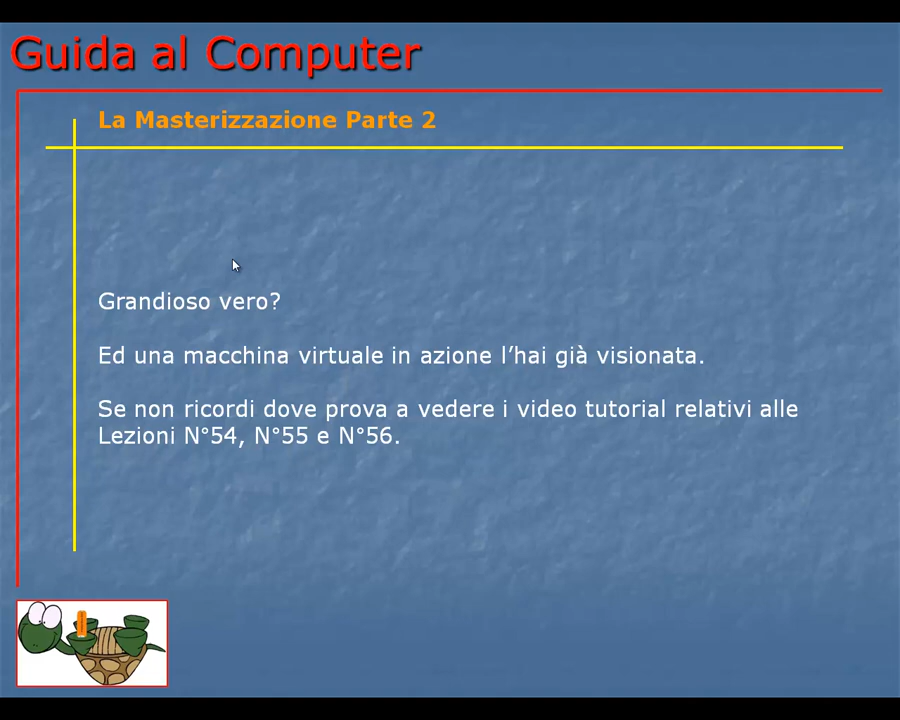 Guida al Computer
La Masterizzazione Parte 2
Grandioso vero?
Ed una macchina virtuale in azione l’hai già visionata.
Se non ricordi dove prova a vedere i video tutorial relativi alle
Lezioni N°54, N°55 e N°56.